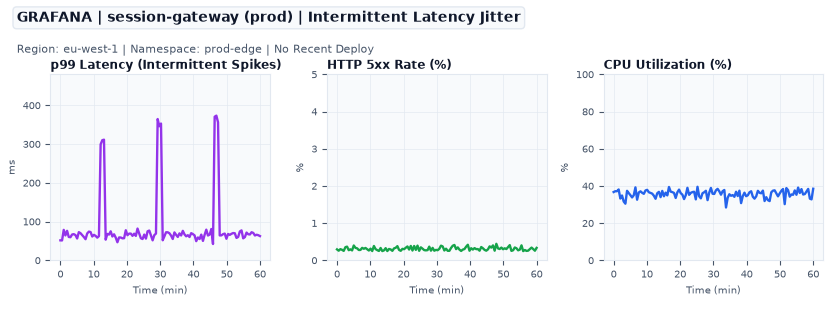 GRAFANA | session-gateway (prod) | Intermittent Latency Jitter
Region: eu-west-1 | Namespace: prod-edge | No Recent Deploy
p99 Latency (Intermittent Spikes)
400
300
200
100
0
ms
0 10 20 30 40 50 60
Time (min)
HTTP 5xx Rate (%)
5
4
3
2
1
0
%
0 10 20 30 40 50 60
Time (min)
CPU Utilization (%)
100
80
60
40
20
0
%
0 10 20 30 40 50 60
Time (min)